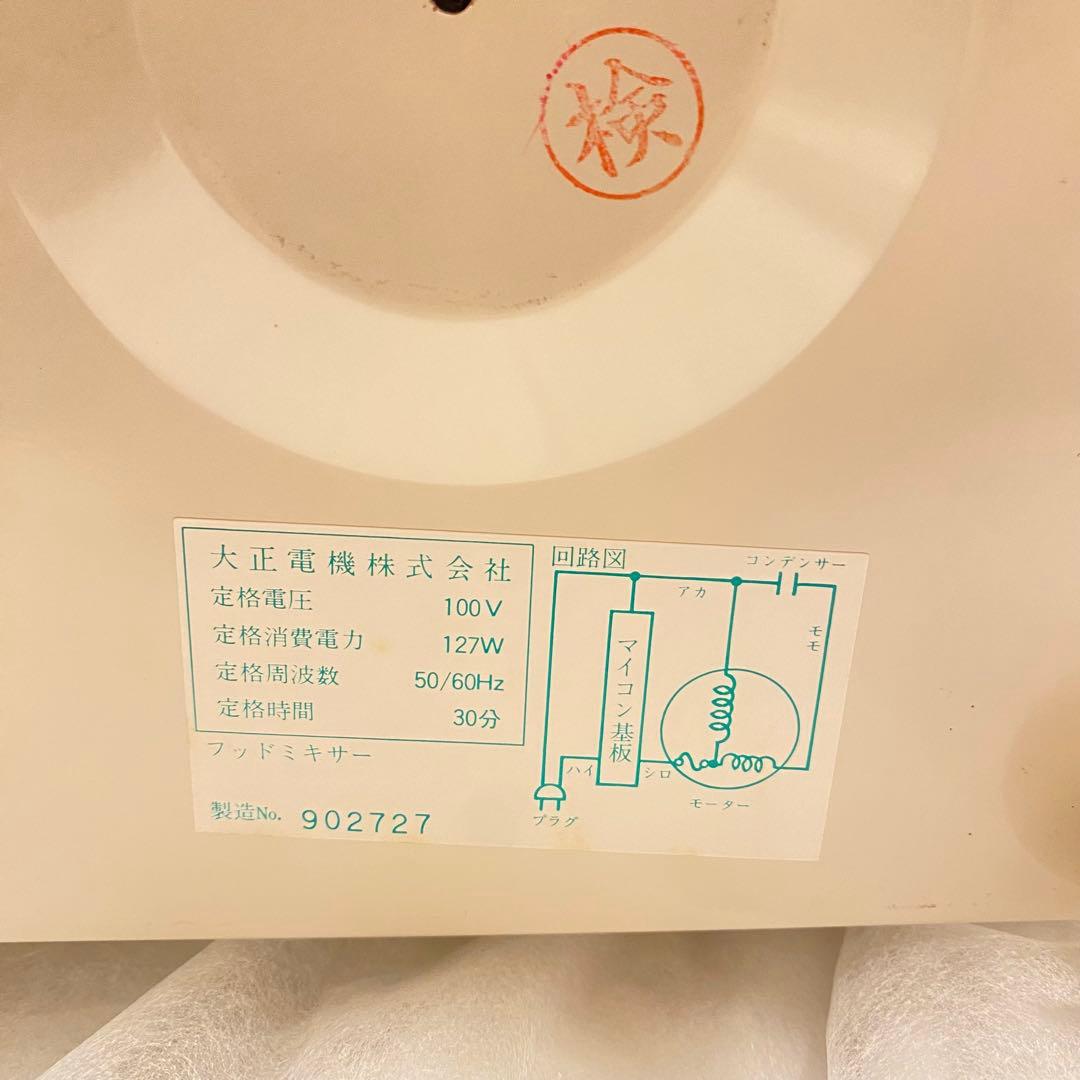 検
大正電機株式会社
定格電圧 100V
定格消費電力 127W
定格周波数 50/60Hz
定格時間 30分
フッドミキサー
製造No. 902727
回路図
コンデンサー
アカ
モモ
マイコン基板
ハイ
シロ
モーター
プラグ